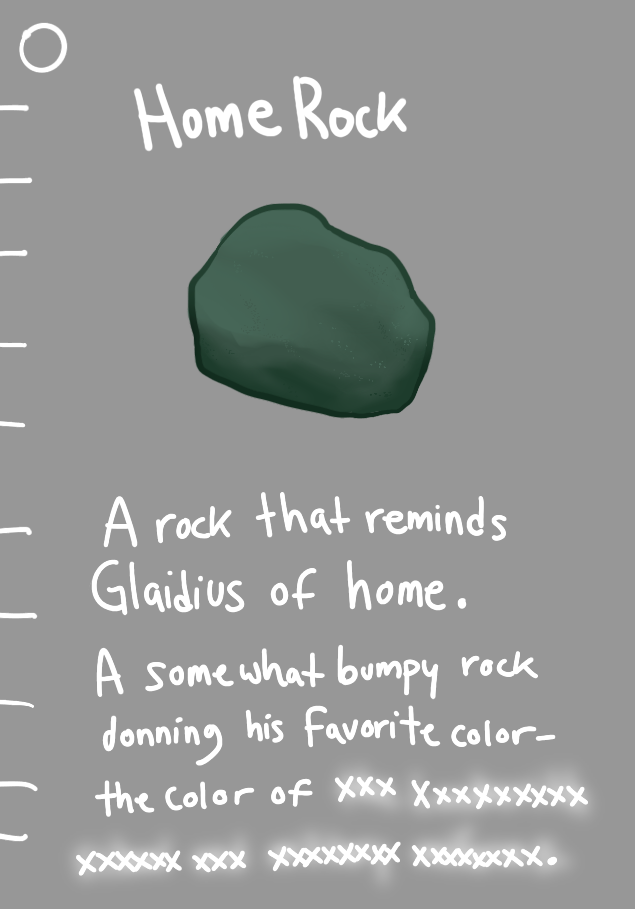 Home Rock
A rock that reminds
Glaidius of home.
A somewhat bumpy rock
donning his favorite color-
the color of xxx Xxxxxxxxx
xxxxxx xxx xxxxxxxx xxxxxxx.